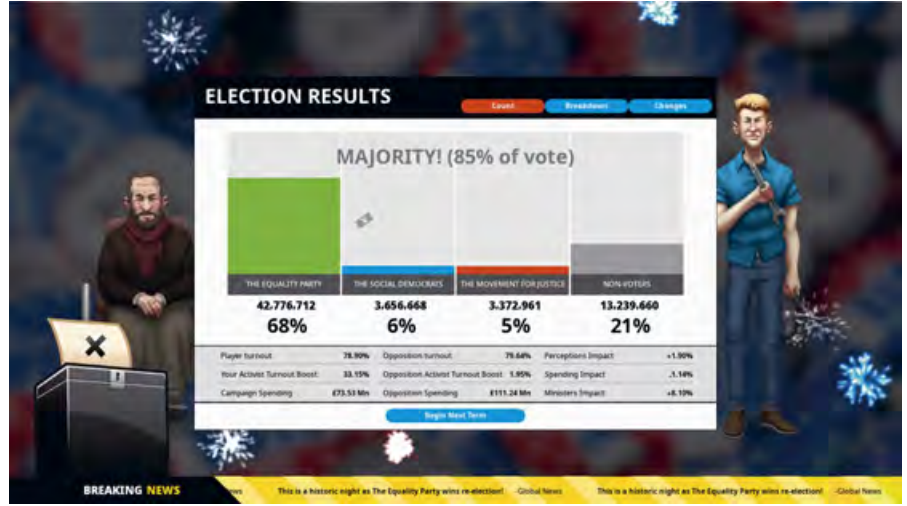 ELECTION RESULTS
Count Breakdown Changes
MAJORITY! (85% of vote)
THE EQUALITY PARTY THE SOCIAL DEMOCRATS THE MOVEMENT FOR JUSTICE NON-VOTERS
42.776.712 3.656.668 3.372.961 13.239.660
68% 6% 5% 21%
Player turnout 78.90% Opposition turnout 79.64% Perceptions Impact +1.90%
Your Activist Turnout Boost 33.15% Opposition Activist Turnout Boost 1.95% Spending Impact .1.14%
Campaign Spending £73.53 Mn Opposition Spending £111.24 Mn Ministers Impact +8.10%
Begin Next Term
BREAKING NEWS ws This is a historic night as The Equality Party wins re-election! -Global News This is a historic night as The Equality Party wins re-election! -Global News